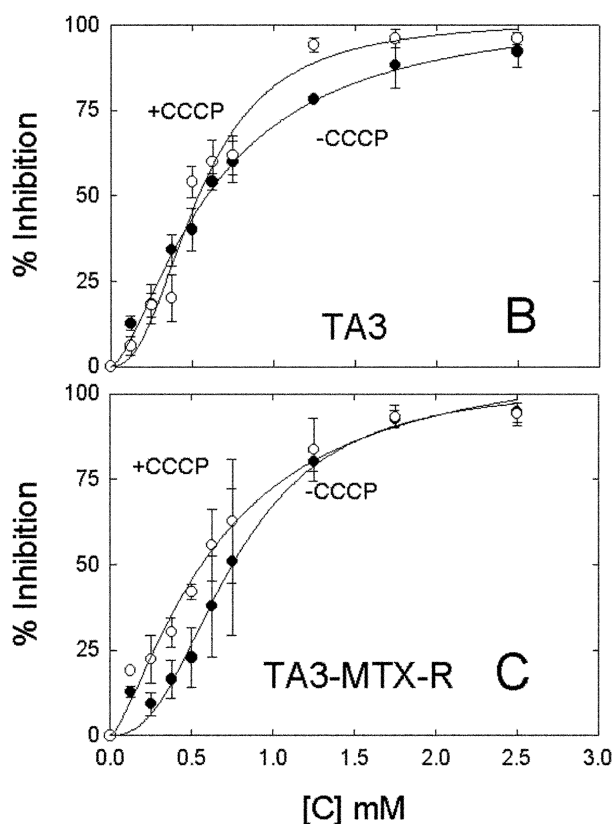 100
75
50
25
0
% Inhibition
+CCCP
-CCCP
TA3
B
100
75
50
25
0
% Inhibition
+CCCP
-CCCP
TA3-MTX-R
C
0.0 0.5 1.0 1.5 2.0 2.5 3.0
[C] mM